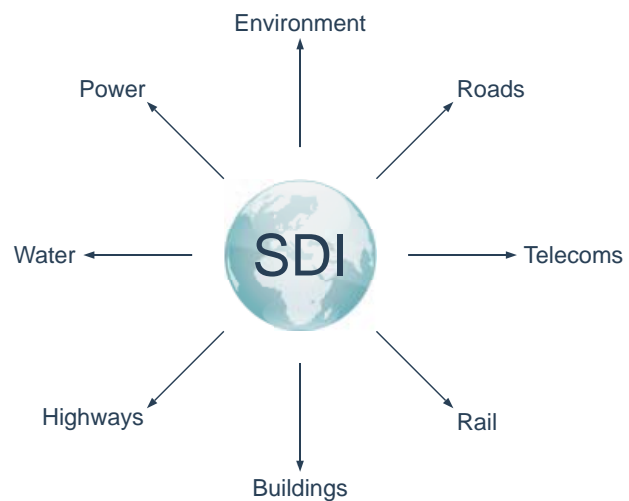 Environment
Power
Roads
Water
SDI
Telecoms
Highways
Rail
Buildings